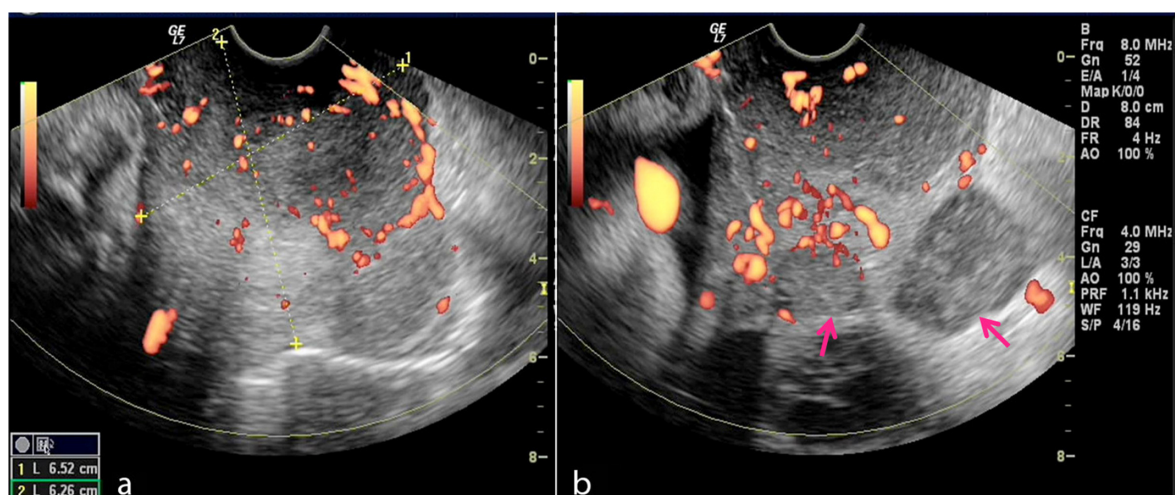 GE
L7
2
1
0
2
4
6
8
1 L 6.52 cm
2 L 6.26 cm
a
GE
L7
0
2
4
6
8
b
B
Frq 8.0 MHz
Gn 52
E/A 1/4
Map K/0/0
D 8.0 cm
DR 84
FR 4 Hz
AO 100 %
CF
Frq 4.0 MHz
Gn 29
L/A 3/3
AO 100 %
PRF 1.1 kHz
WF 119 Hz
S/P 4/16